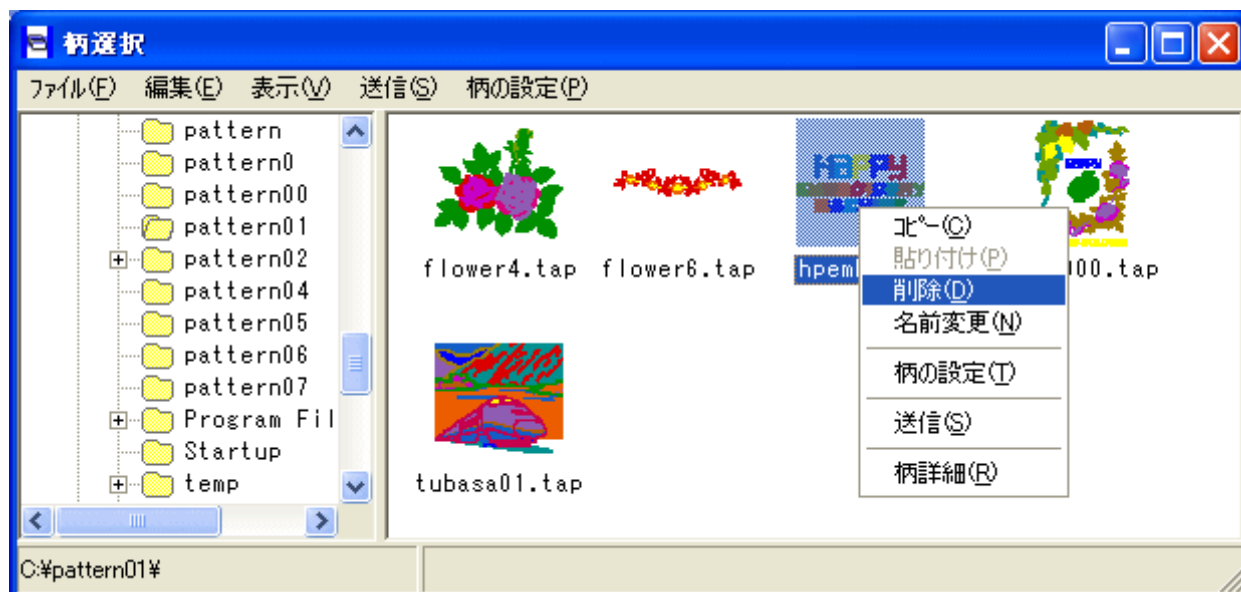 柄選択
ファイル(F) 編集(E) 表示(V) 送信(S) 柄の設定(P)
pattern
pattern0
pattern00
pattern01
pattern02
pattern04
pattern05
pattern06
pattern07
Program Fil
Startup
temp
HAPPY
flower4.tap flower6.tap hpem 00.tap
tubasa01.tap
コピー(C)
貼り付け(P)
削除(D)
名前変更(N)
柄の設定(T)
送信(S)
柄詳細(R)
C:¥pattern01¥